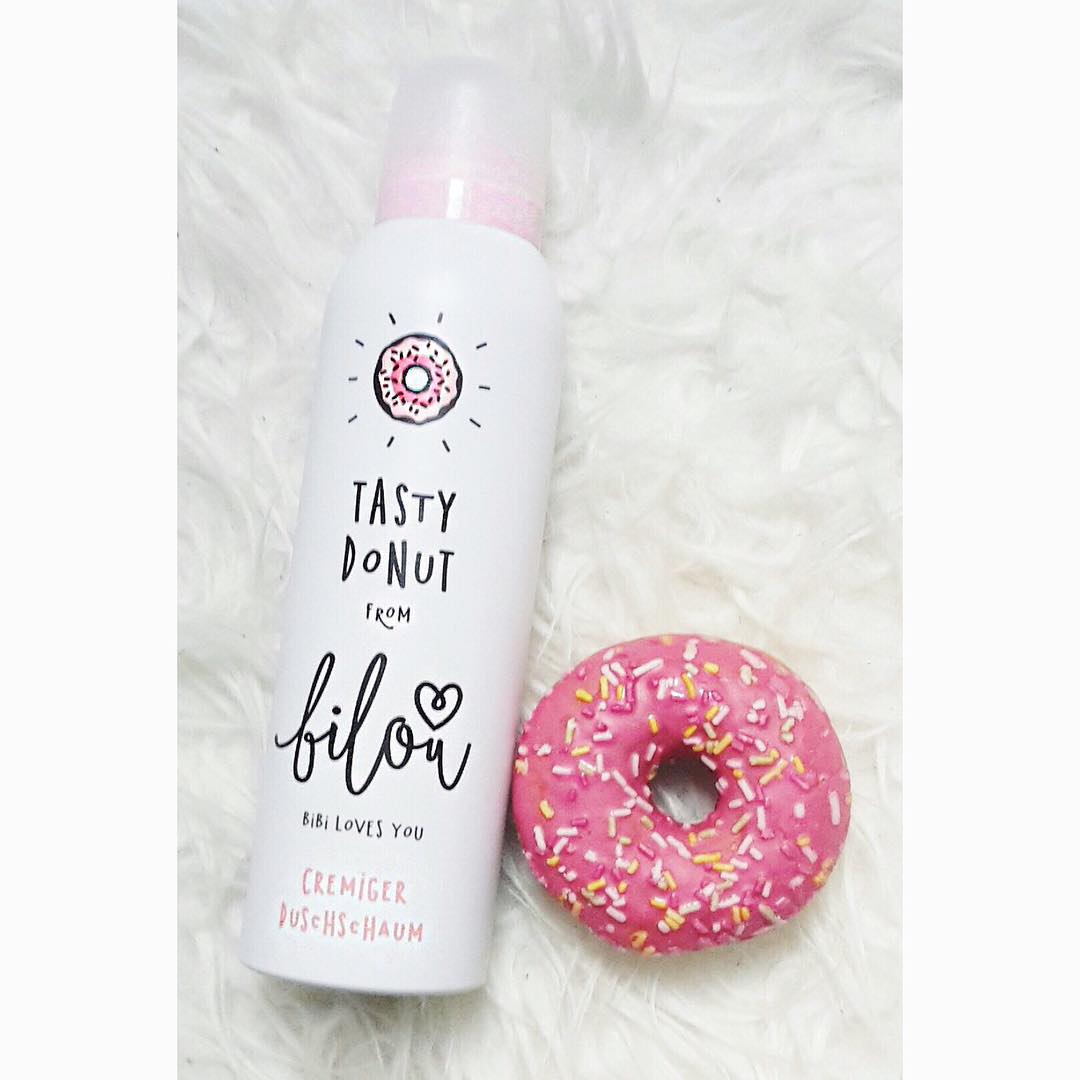 TASTY
DONUT
FROM
bilou
BiBi LOVES YOU
CREMiGER
DUScHScHAUM